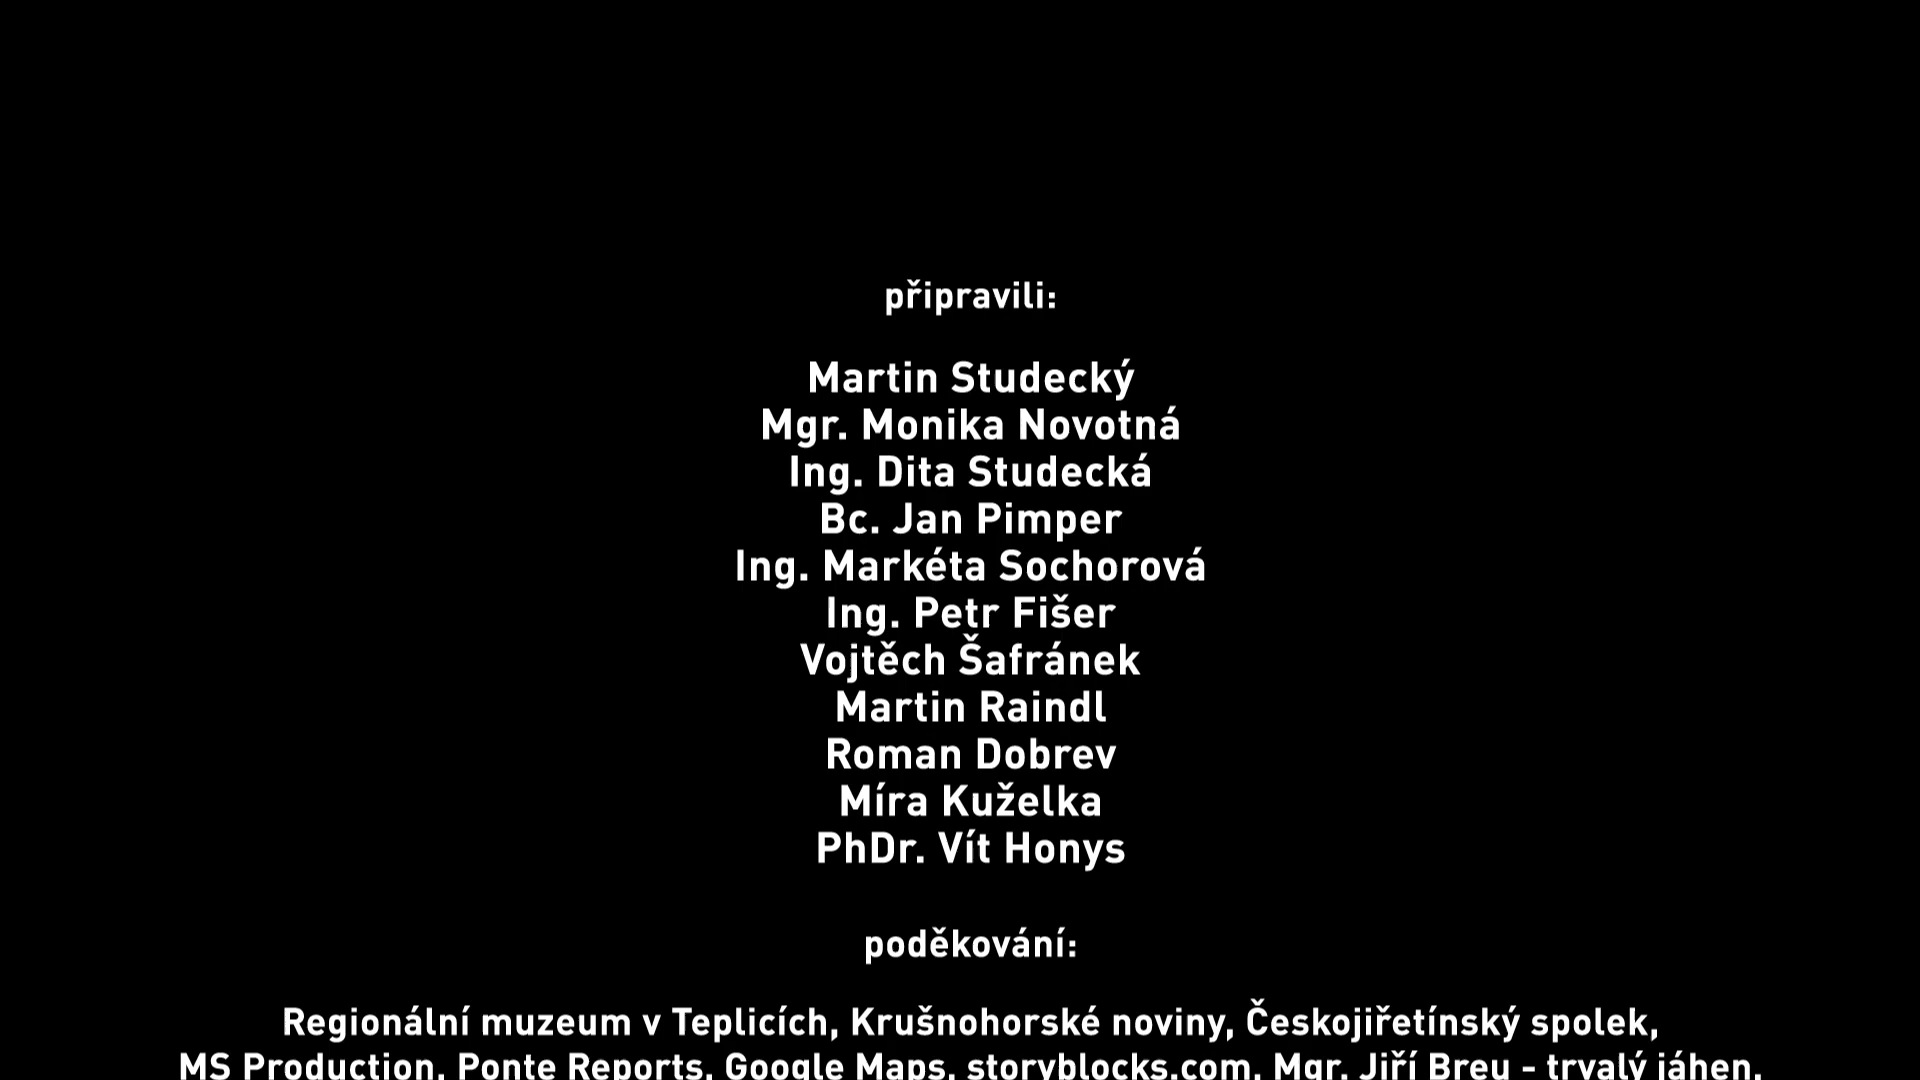 připravili:
Martin Studecký
Mgr. Monika Novotná
Ing. Dita Studecká
Bc. Jan Pimper
Ing. Markéta Sochorová
Ing. Petr Fišer
Vojtěch Šafránek
Martin Raindl
Roman Dobrev
Míra Kuželka
PhDr. Vít Honys
poděkování:
Regionální muzeum v Teplicích, Krušnohorské noviny, Českojiřetínský spolek,
MS Production, Ponte Reports, Google Maps, storyblocks.com, Mgr. Jiří Breu - trvalý jáhen,